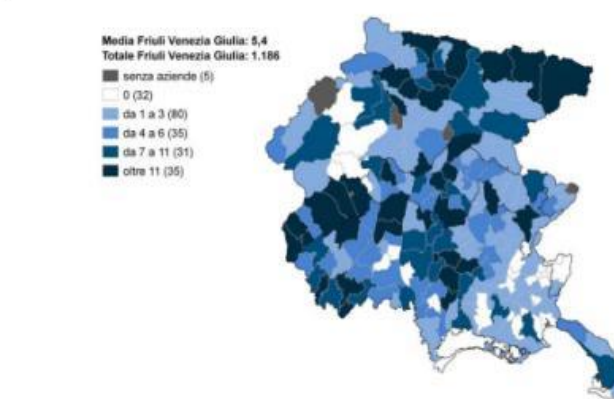 Media Friuli Venezia Giulia: 5,4
Totale Friuli Venezia Giulia: 1.186
senza aziende (5)
0 (32)
da 1 a 3 (80)
da 4 a 6 (35)
da 7 a 11 (31)
oltre 11 (35)